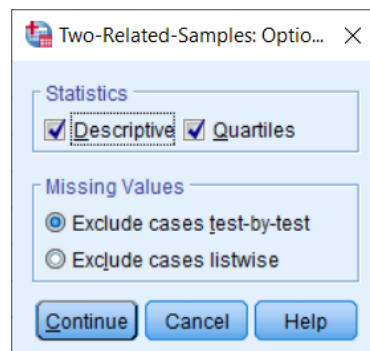 Two-Related-Samples: Optio...
Statistics
Descriptive Quartiles
Missing Values
Exclude cases test-by-test
Exclude cases listwise
Continue Cancel Help